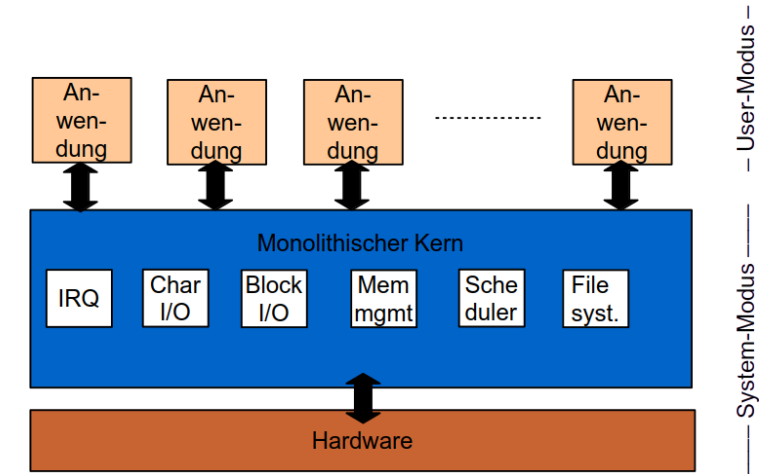 An-
wen-
dung
An-
wen-
dung
An-
wen-
dung
An-
wen-
dung
Monolithischer Kern
IRQ
Char
I/O
Block
I/O
Mem
mgmt
Sche
duler
File
syst.
Hardware
User-Modus
System-Modus